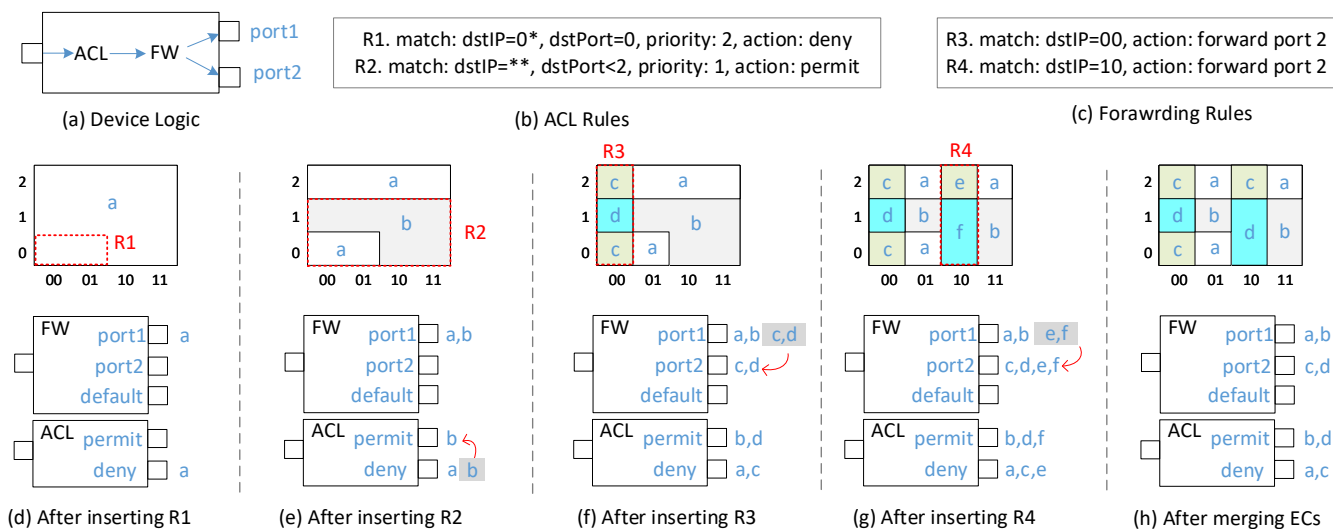 ACL FW port1
port2
(a) Device Logic
R1. match: dstIP=0*, dstPort=0, priority: 2, action: deny
R2. match: dstIP=**, dstPort<2, priority: 1, action: permit
(b) ACL Rules
R3. match: dstIP=00, action: forward port 2
R4. match: dstIP=10, action: forward port 2
(c) Forawrding Rules
2
a
1
R1
0
00 01 10 11
FW
port1 a
port2
default
ACL
permit
deny a
(d) After inserting R1
2 a
1 b
R2
0 a
00 01 10 11
FW
port1 a,b
port2
default
ACL
permit b
deny a b
(e) After inserting R2
R3
2 c a
1 d b
0 c a
00 01 10 11
FW
port1 a,b c,d
port2 c,d
default
ACL
permit b,d
deny a,c
(f) After inserting R3
R4
2 c a e a
1 d b f b
0 c a
00 01 10 11
FW
port1 a,b e,f
port2 c,d,e,f
default
ACL
permit b,d,f
deny a,c,e
(g) After inserting R4
2 c a c a
1 d b d b
0 c a
00 01 10 11
FW
port1 a,b
port2 c,d
default
ACL
permit b,d
deny a,c
(h) After merging ECs